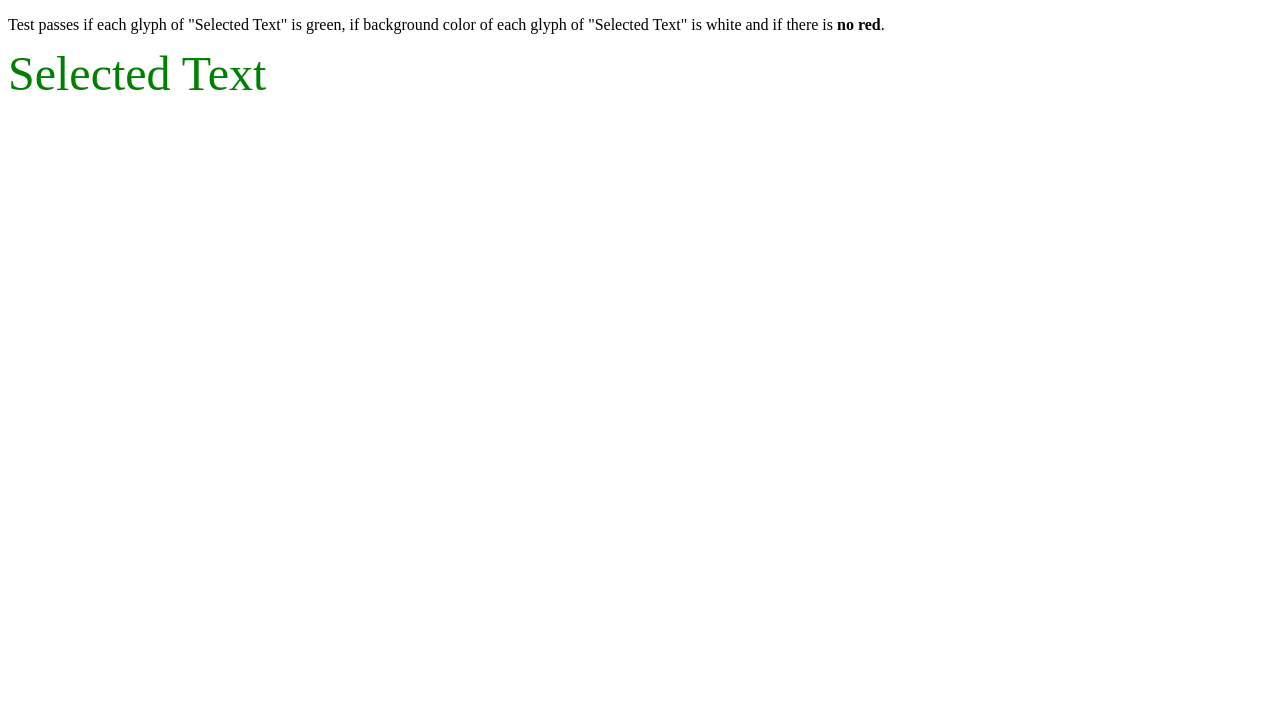 Test passes if each glyph of "Selected Text" is green, if background color of each glyph of "Selected Text" is white and if there is no red.
Selected Text